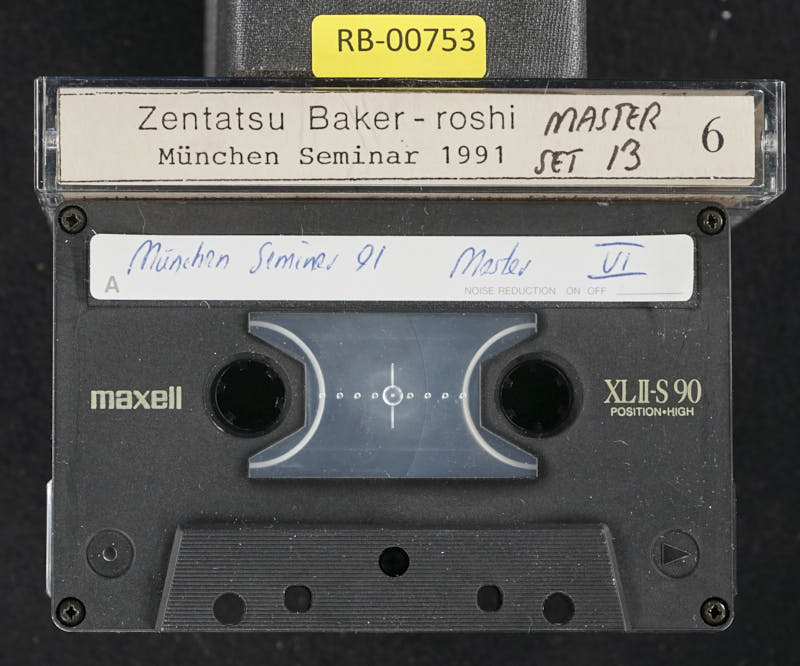 RB-00753
Zentatsu Baker-roshi MASTER 6
München Seminar 1991 SET 13
München Seminar 91 Master VI
A NOISE REDUCTION ON OFF
maxell XLII-S 90
POSITION•HIGH